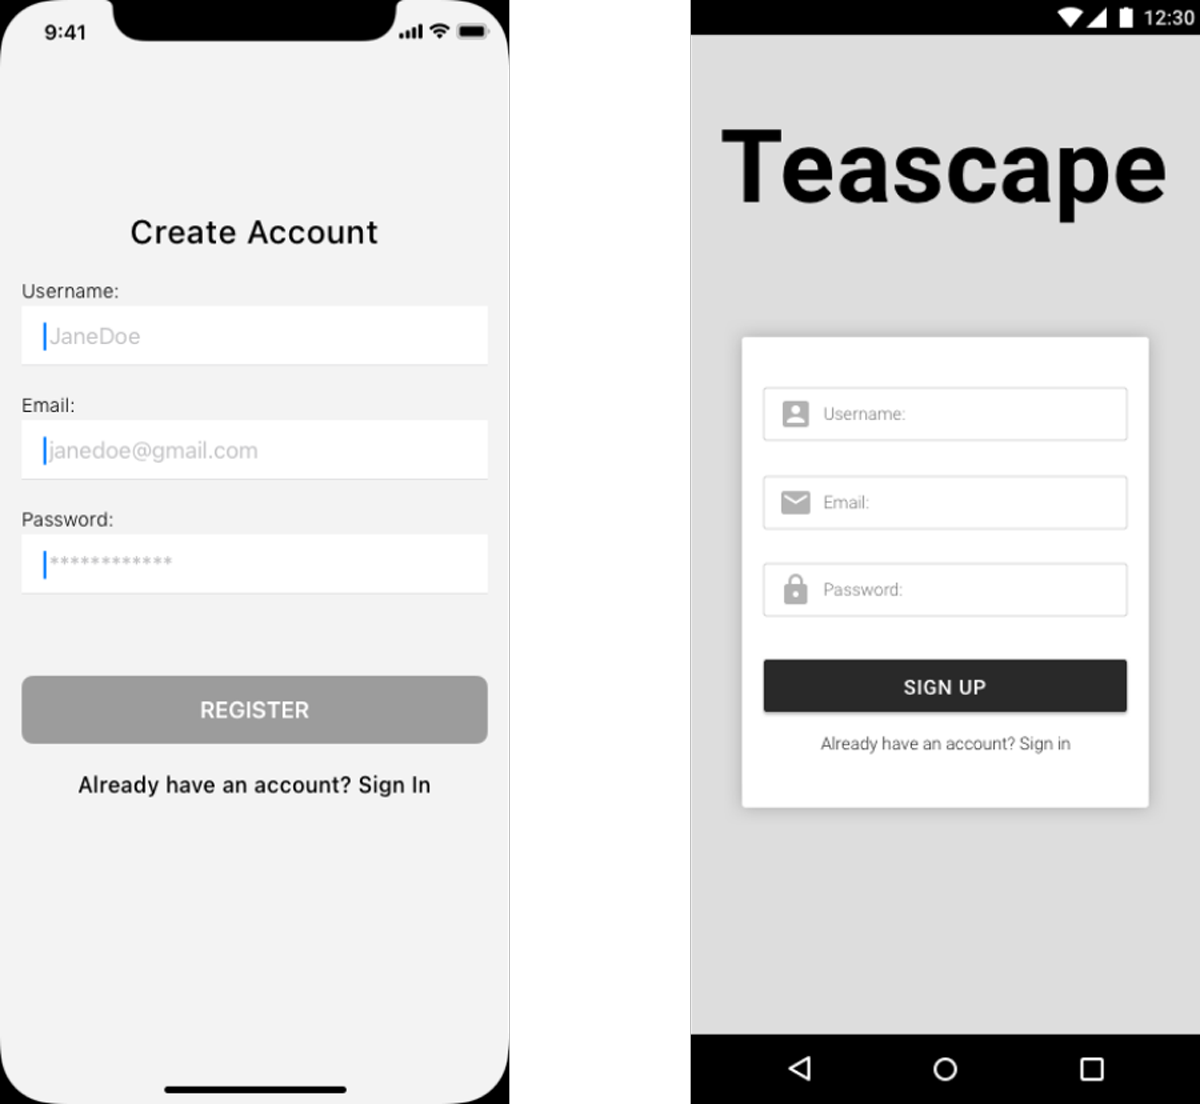 9:41
Create Account
Username:
JaneDoe
Email:
janedoe@gmail.com
Password:
************
REGISTER
Already have an account? Sign In
12:30
Teascape
Username:
Email:
Password:
SIGN UP
Already have an account? Sign in